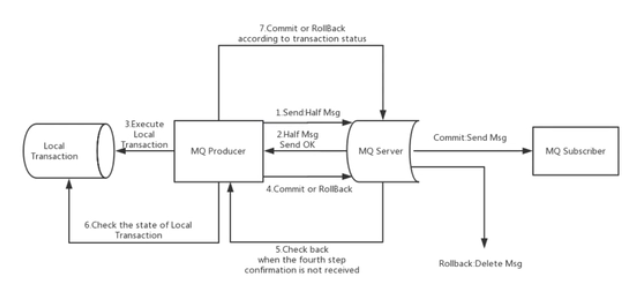 7.Commit or RollBack
according to transaction status
1.Send Half Msg
3.Execute
Local
Transaction
2.Half Msg
Send OK
Local
Transaction
MQ Producer
MQ Server
Commit:Send Msg
MQ Subscriber
4.Commit or RollBack
6.Check the state of Local
Transaction
5.Check back
when the fourth step
confirmation is not received
Rollback:Delete Msg